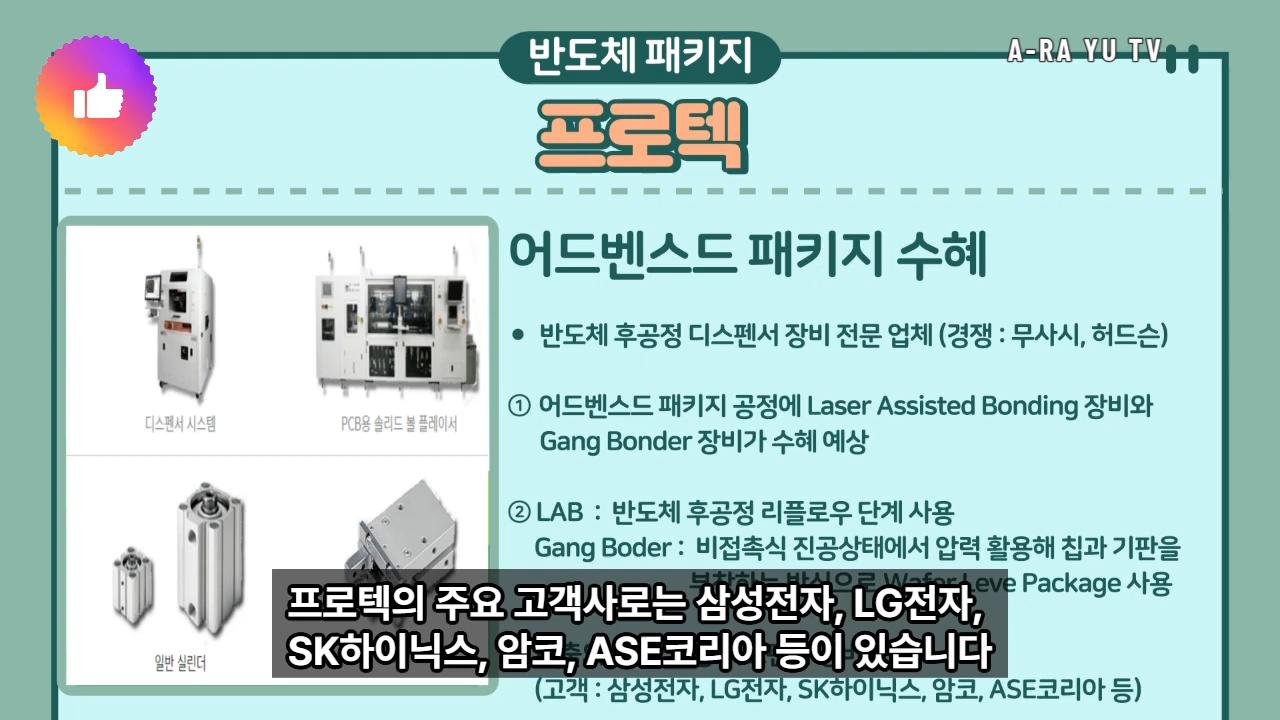 반도체 패키지
A-RA YU TV
프로텍
어드벤스드 패키지 수혜
디스펜서 시스템
PCB용 솔리드 볼 플레이서
일반 실린더
• 반도체 후공정 디스펜서 장비 전문 업체 (경쟁 : 무사시, 허드슨)
① 어드벤스드 패키지 공정에 Laser Assisted Bonding 장비와
Gang Bonder 장비가 수혜 예상
② LAB : 반도체 후공정 리플로우 단계 사용
Gang Boder : 비접촉식 진공상태에서 압력 활용해 칩과 기판을
부착하는 방식으로 Wafer Leve Package 사용
(고객 : 삼성전자, LG전자, SK하이닉스, 암코, ASE코리아 등)
프로텍의 주요 고객사로는 삼성전자, LG전자,
SK하이닉스, 암코, ASE코리아 등이 있습니다